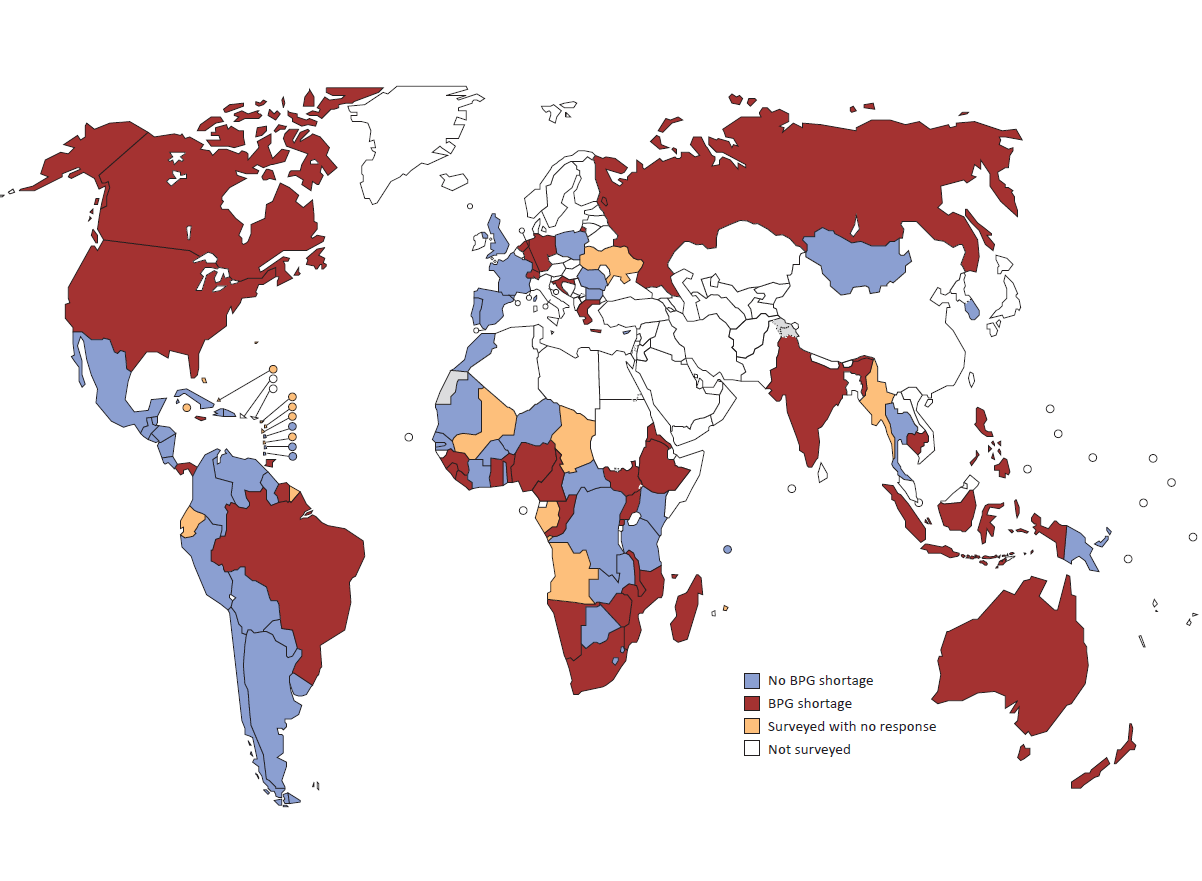 No BPG shortage
BPG shortage
Surveyed with no response
Not surveyed